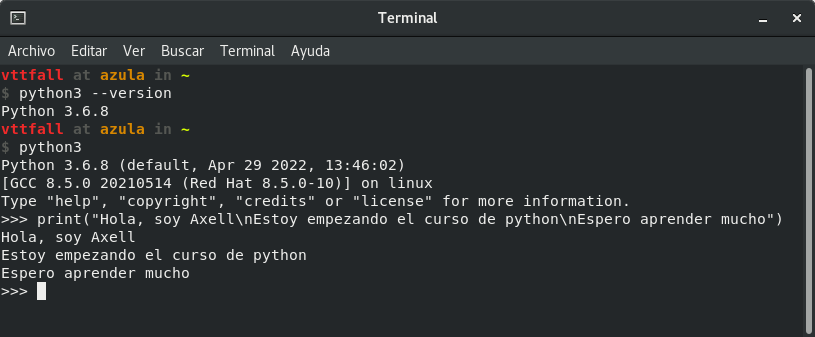 Terminal
Archivo Editar Ver Buscar Terminal Ayuda
vttfall at azula in ~
$ python3 --version
Python 3.6.8
vttfall at azula in ~
$ python3
Python 3.6.8 (default, Apr 29 2022, 13:46:02)
[GCC 8.5.0 20210514 (Red Hat 8.5.0-10)] on linux
Type "help", "copyright", "credits" or "license" for more information.
>>> print("Hola, soy Axell\nEstoy empezando el curso de python\nEspero aprender mucho")
Hola, soy Axell
Estoy empezando el curso de python
Espero aprender mucho
>>>